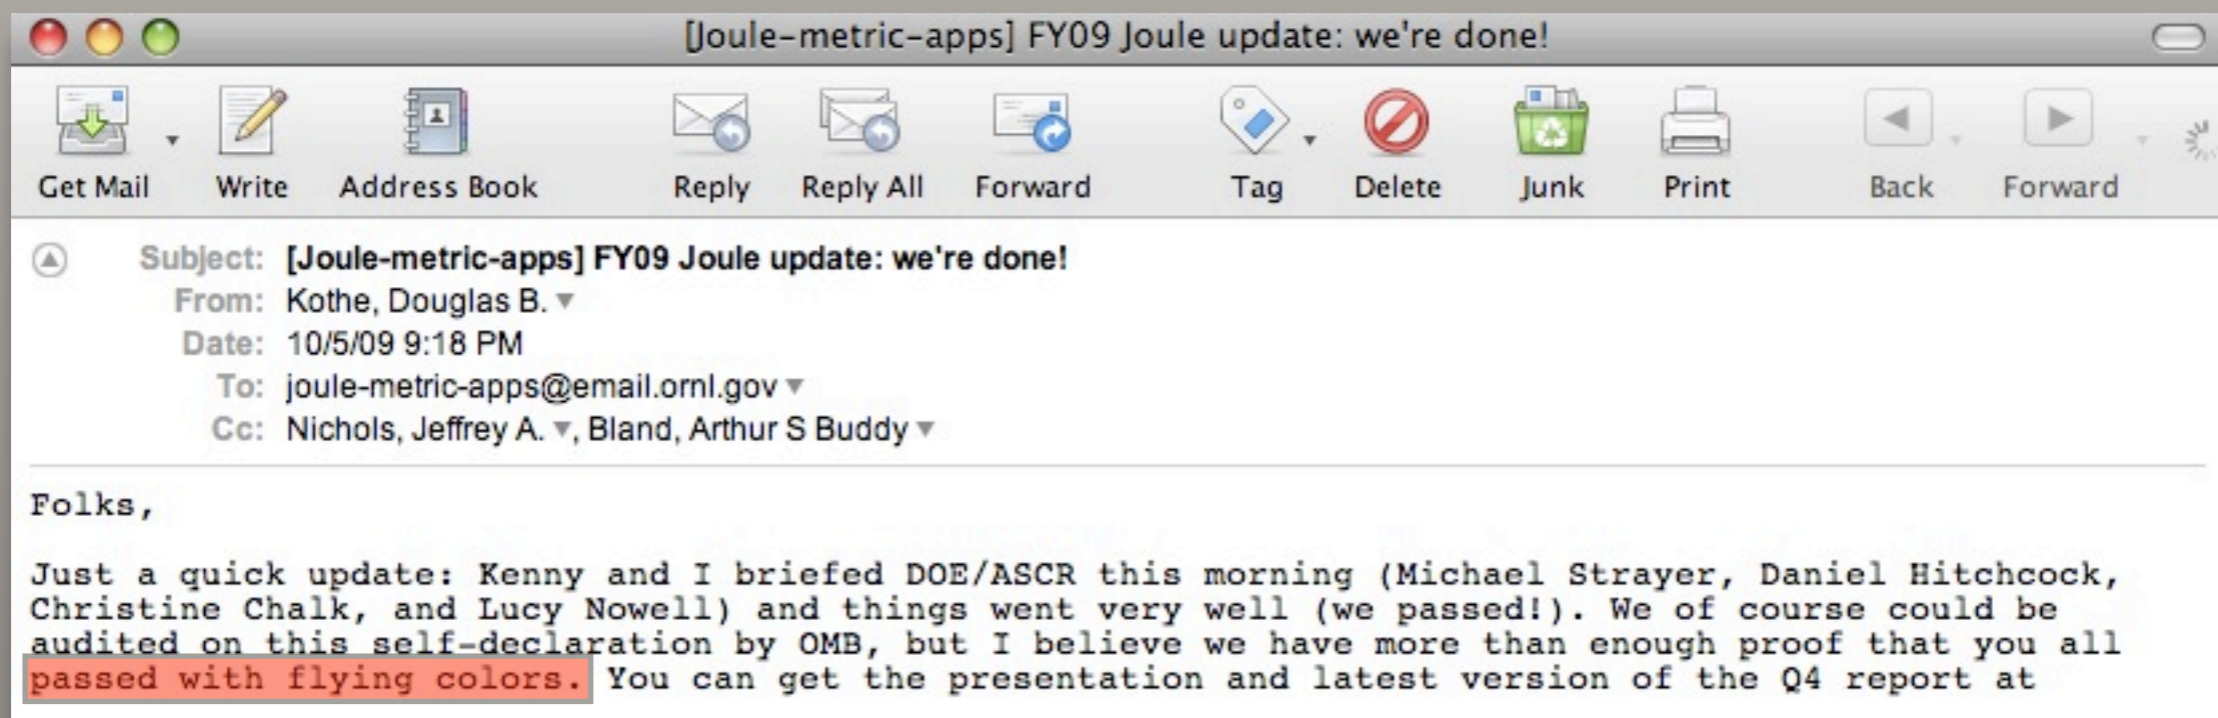 [Joule-metric-apps] FY09 Joule update: we're done!
Get Mail Write Address Book Reply Reply All Forward Tag Delete Junk Print Back Forward
Subject: [Joule-metric-apps] FY09 Joule update: we're done!
From: Kothe, Douglas B.
Date: 10/5/09 9:18 PM
To: joule-metric-apps@email.ornl.gov
Cc: Nichols, Jeffrey A. , Bland, Arthur S Buddy
Folks,
Just a quick update: Kenny and I briefed DOE/ASCR this morning (Michael Strayer, Daniel Hitchcock,
Christine Chalk, and Lucy Nowell) and things went very well (we passed!). We of course could be
audited on this self-declaration by OMB, but I believe we have more than enough proof that you all
passed with flying colors. You can get the presentation and latest version of the Q4 report at